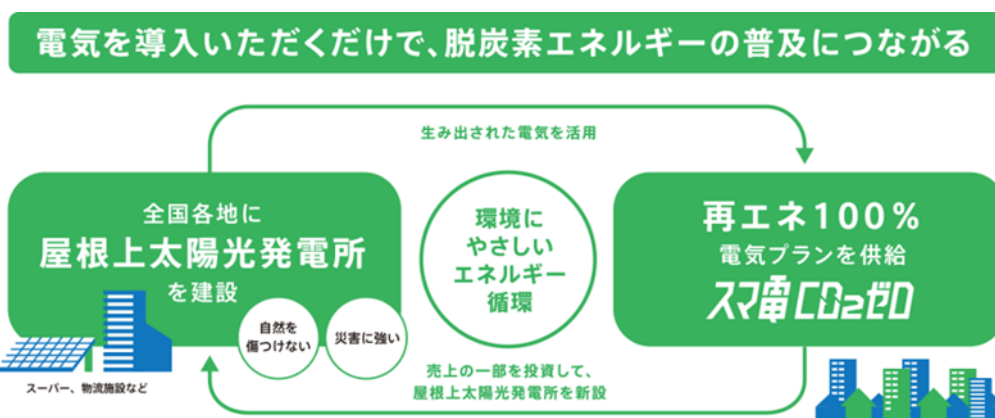 電気を導入いただくだけで、脱炭素エネルギーの普及につながる
生み出された電気を活用
全国各地に
屋根上太陽光発電所
を建設
自然を
傷つけない
災害に強い
スーパー、物流施設など
環境に
やさしい
エネルギー
循環
再エネ100%
電気プランを供給
スマ電CO2ゼロ
売上の一部を投資して、
屋根上太陽光発電所を新設